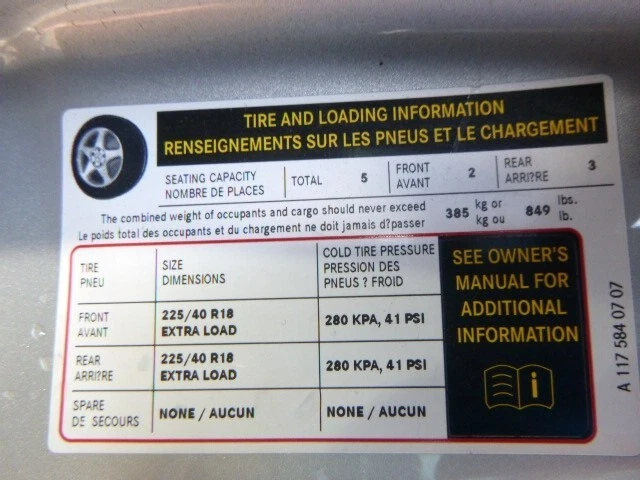 TIRE AND LOADING INFORMATION
RENSEIGNEMENTS SUR LES PNEUS ET LE CHARGEMENT
SEATING CAPACITY
NOMBRE DE PLACES
TOTAL 5
FRONT
AVANT
2
REAR
ARRI?RE
3
The combined weight of occupants and cargo should never exceed
Le poids total des occupants et du chargement ne doit jamais d?passer
385 kg or
kg ou
849 lbs.
lb.
TIRE
PNEU
SIZE
DIMENSIONS
COLD TIRE PRESSURE
PRESSION DES
PNEUS ? FROID
FRONT
AVANT
225/40 R18
EXTRA LOAD
280 KPA, 41 PSI
REAR
ARRI?RE
225/40 R18
EXTRA LOAD
280 KPA, 41 PSI
SPARE
DE SECOURS
NONE / AUCUN
NONE / AUCUN
SEE OWNER'S
MANUAL FOR
ADDITIONAL
INFORMATION
i
A 117 584 07 07